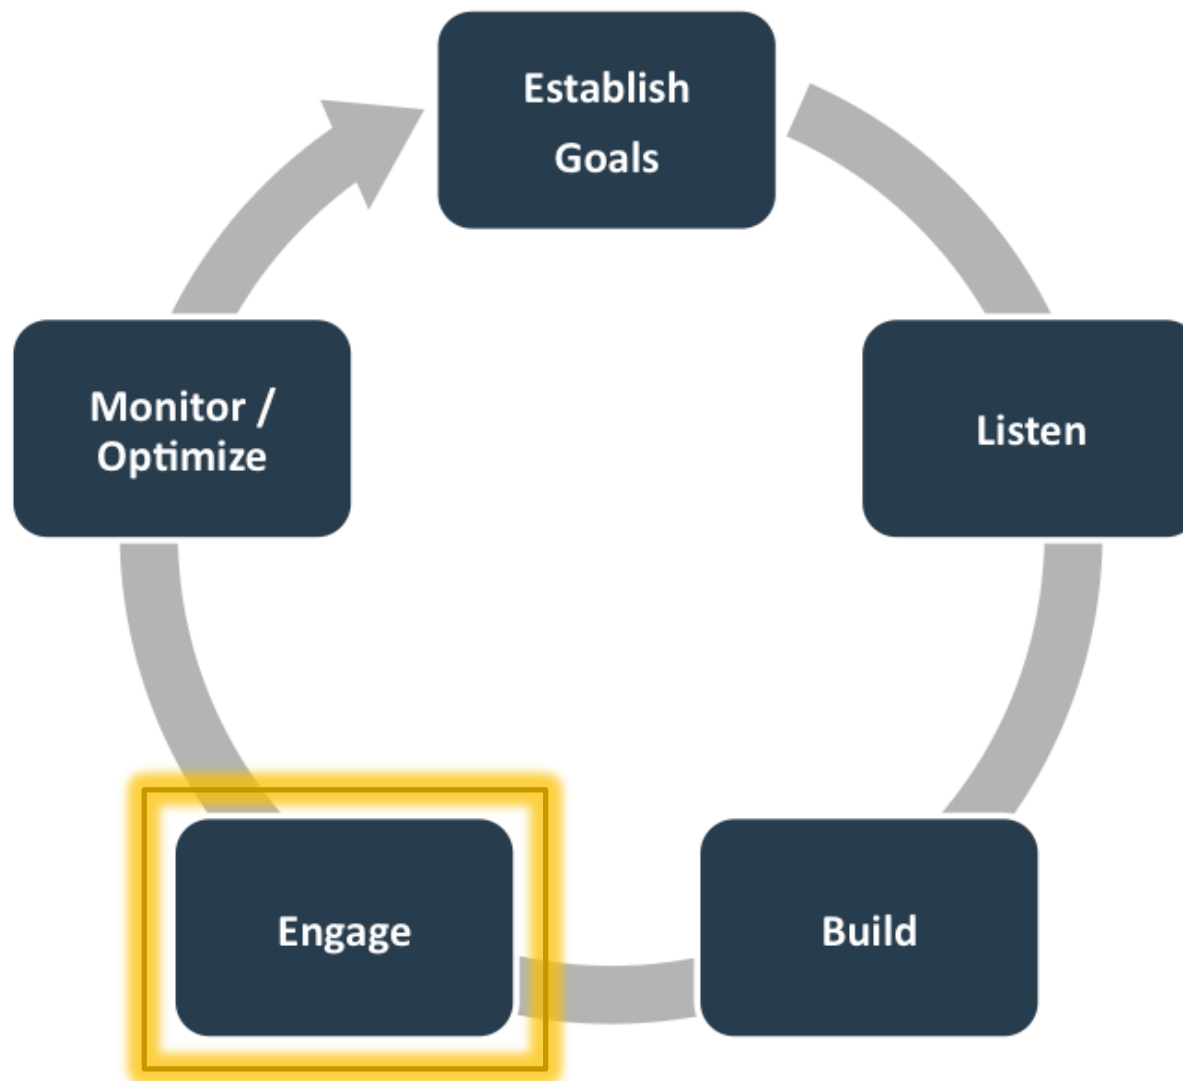 Establish
Goals
Listen
Build
Engage
Monitor /
Optimize